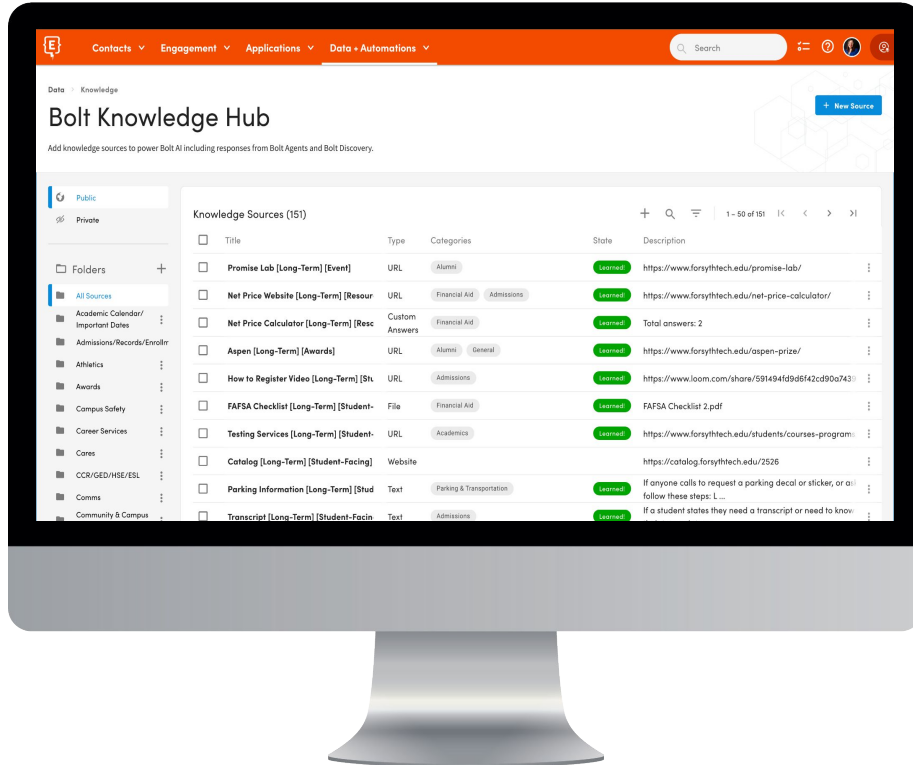 {E}
Contacts Engagement Applications Data + Automations Search
Data / Knowledge
Bolt Knowledge Hub
+ New Source
Add knowledge sources to power Bolt AI including responses from Bolt Agents and Bolt Discovery.
Public
Private
Folders +
All Sources
Academic Calendar/
Important Dates
Admissions/Records/Enrollm
Athletics
Awards
Campus Safety
Career Services
Cares
CCR/GED/HSE/ESL
Comms
Community & Campus
Knowledge Sources (151) 1 – 50 of 151
Title Type Categories State Description
Promise Lab [Long-Term] [Event] URL Alumni Learned! https://www.forsythtech.edu/promise-lab/
Net Price Website [Long-Term] [Resour URL Financial Aid Admissions Learned! https://www.forsythtech.edu/net-price-calculator/
Net Price Calculator [Long-Term] [Resc Custom Answers Financial Aid Learned! Total answers: 2
Aspen [Long-Term] [Awards] URL Alumni General Learned! https://www.forsythtech.edu/aspen-prize/
How to Register Video [Long-Term] [Stu URL Admissions Learned! https://www.loom.com/share/591494fd9d6f42cd90a7439
FAFSA Checklist [Long-Term] [Student- File Financial Aid Learned! FAFSA Checklist 2.pdf
Testing Services [Long-Term] [Student- URL Academics Learned! https://www.forsythtech.edu/students/courses-programs
Catalog [Long-Term] [Student-Facing] Website https://catalog.forsythtech.edu/2526
Parking Information [Long-Term] [Stud Text Parking & Transportation Learned! If anyone calls to request a parking decal or sticker, or ask
follow these steps: L ...
Transcript [Long-Term] [Student-Facin Text Admissions Learned! If a student states they need a transcript or need to know